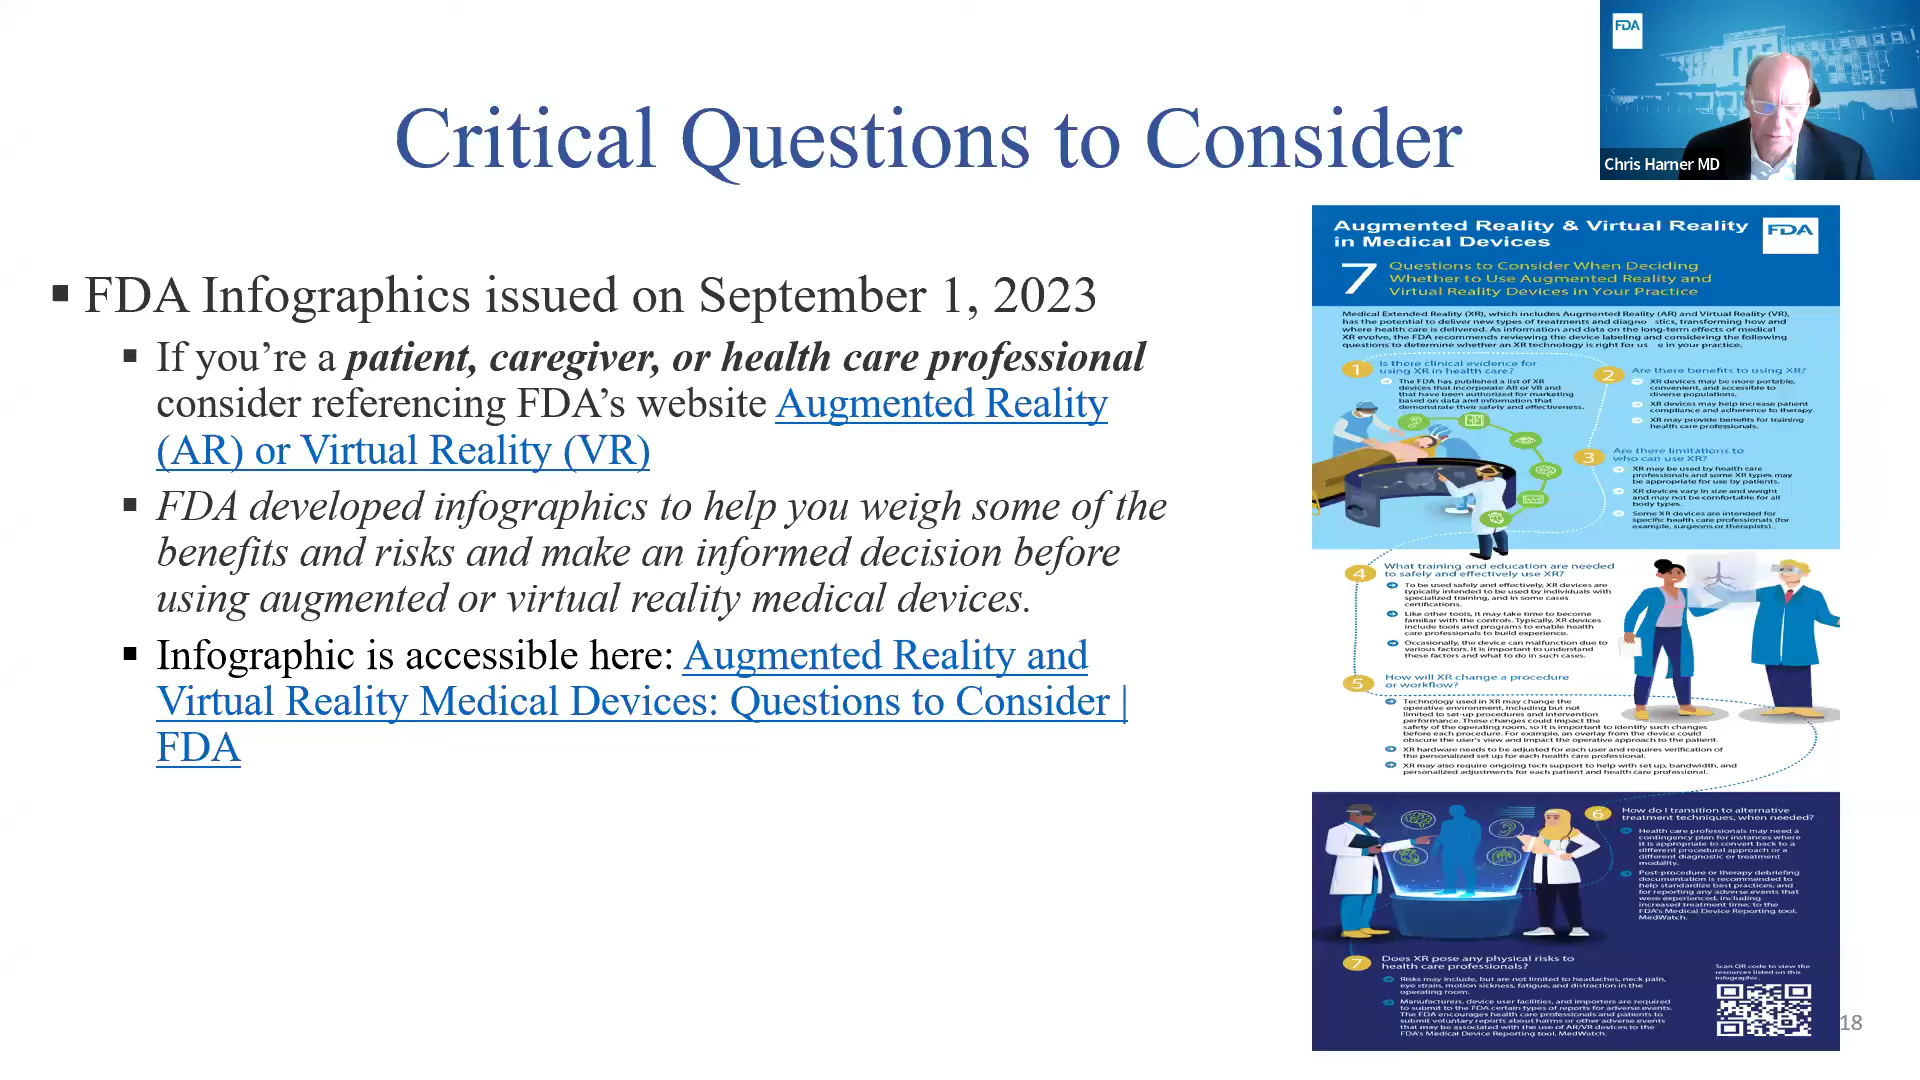 Critical Questions to Consider
▪ FDA Infographics issued on September 1, 2023
▪ If you’re a patient, caregiver, or health care professional
consider referencing FDA’s website Augmented Reality
(AR) or Virtual Reality (VR)
▪ FDA developed infographics to help you weigh some of the
benefits and risks and make an informed decision before
using augmented or virtual reality medical devices.
▪ Infographic is accessible here: Augmented Reality and
Virtual Reality Medical Devices: Questions to Consider |
FDA
FDA
Chris Harner MD
Augmented Reality & Virtual Reality
in Medical Devices
FDA
7
Questions to Consider When Deciding
Whether to Use Augmented Reality and
Virtual Reality Devices in Your Practice
Medical Extended Reality (XR), which includes Augmented Reality (AR) and Virtual Reality (VR),
has the potential to deliver new types of treatments and diagno stics, transforming how and
where health care is delivered. As information and data on the long-term effects of medical
XR evolve, the FDA recommends reviewing the device labeling and considering the following
questions to determine whether an XR technology is right for us e in your practice.
1
Is there clinical evidence for
using XR in health care?
The FDA has published a list of XR
devices that incorporate AR or VR and
that have been authorized for marketing
based on data and information that
demonstrate their safety and effectiveness.
2
Are there benefits to using XR?
XR devices may be more portable,
convenient, and accessible to
diverse populations.
XR devices may help increase patient
compliance and adherence to therapy.
XR may provide benefits for training
health care professionals.
3
Are there limitations to
who can use XR?
XR may be used by health care
professionals and some XR types may
be appropriate for use by patients.
XR devices vary in size and weight
and may not be comfortable for all
body types.
Some XR devices are intended for
specific health care professionals (for
example, surgeons or therapists).
4
What training and education are needed
to safely and effectively use XR?
To be used safely and effectively, XR devices are
typically intended to be used by individuals with
specialized training, and in some cases
certifications.
Like other tools, it may take time to become
familiar with the controls. Typically, XR devices
include tools and programs to enable health
care professionals to build experience.
Occasionally, the device can malfunction due to
various factors. It is important to understand
these factors and what to do in such cases.
5
How will XR change a procedure
or workflow?
Technology used in XR may change the
operative environment, including but not
limited to set-up procedures and intervention
performance. These changes could impact the
safety of the operating room, so it is important to identify such changes
before each procedure. For example, an overlay from the device could
obscure the user's view and impact the operative approach to the patient.
XR hardware needs to be adjusted for each user and requires verification of
the personalized set up for each health care professional.
XR may also require ongoing tech support to help with set up, bandwidth, and
personalized adjustments for each patient and health care professional.
6
How do I transition to alternative
treatment techniques, when needed?
Health care professionals may need a
contingency plan for instances where
it is appropriate to convert back to a
different procedural approach or a
different diagnostic or treatment
modality.
Post-procedure or therapy debriefing
documentation is recommended to
help standardize best practices, and
for reporting any adverse events that
were experienced, including
increased treatment time, to the
FDA's Medical Device Reporting tool,
MedWatch.
7
Does XR pose any physical risks to
health care professionals?
Risks may include, but are not limited to headaches, neck pain,
eye strain, motion sickness, fatigue, and distraction in the
operating room.
Manufacturers, device user facilities, and importers are required
to submit to the FDA certain types of reports for adverse events.
The FDA encourages health care professionals and patients to
submit voluntary reports about harms or other adverse events
that may be associated with the use of AR/VR devices to the
FDA's Medical Device Reporting tool, MedWatch.
Scan QR code to view the
resources listed on this
infographic.
18